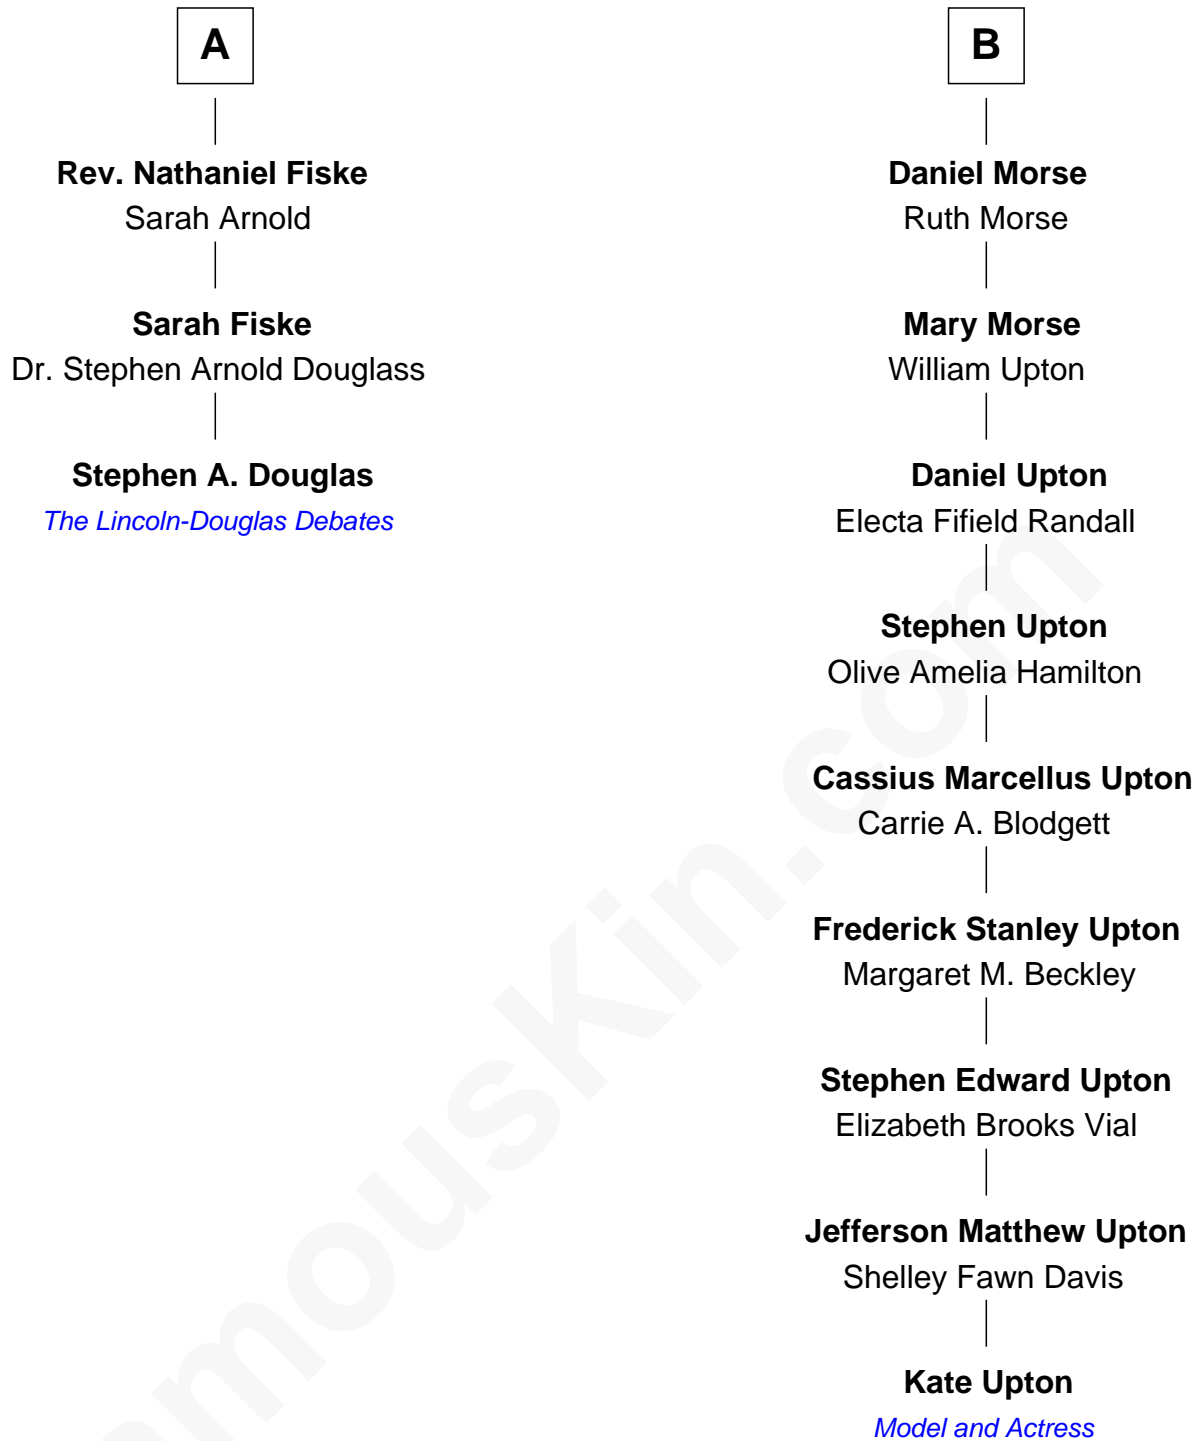 A
Rev. Nathaniel Fiske
Sarah Arnold
Sarah Fiske
Dr. Stephen Arnold Douglass
Stephen A. Douglas
The Lincoln-Douglas Debates
B
Daniel Morse
Ruth Morse
Mary Morse
William Upton
Daniel Upton
Electa Fifield Randall
Stephen Upton
Olive Amelia Hamilton
Cassius Marcellus Upton
Carrie A. Blodgett
Frederick Stanley Upton
Margaret M. Beckley
Stephen Edward Upton
Elizabeth Brooks Vial
Jefferson Matthew Upton
Shelley Fawn Davis
Kate Upton
Model and Actress
amouskin.com